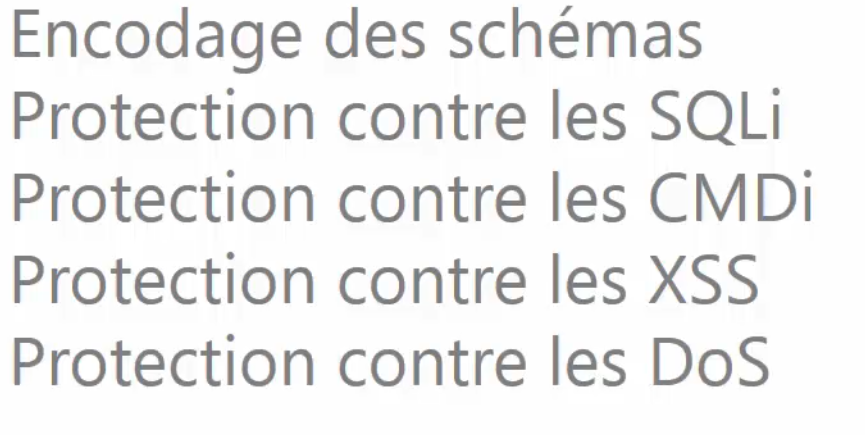 Encodage des schémas
Protection contre les SQLi
Protection contre les CMDi
Protection contre les XSS
Protection contre les DoS